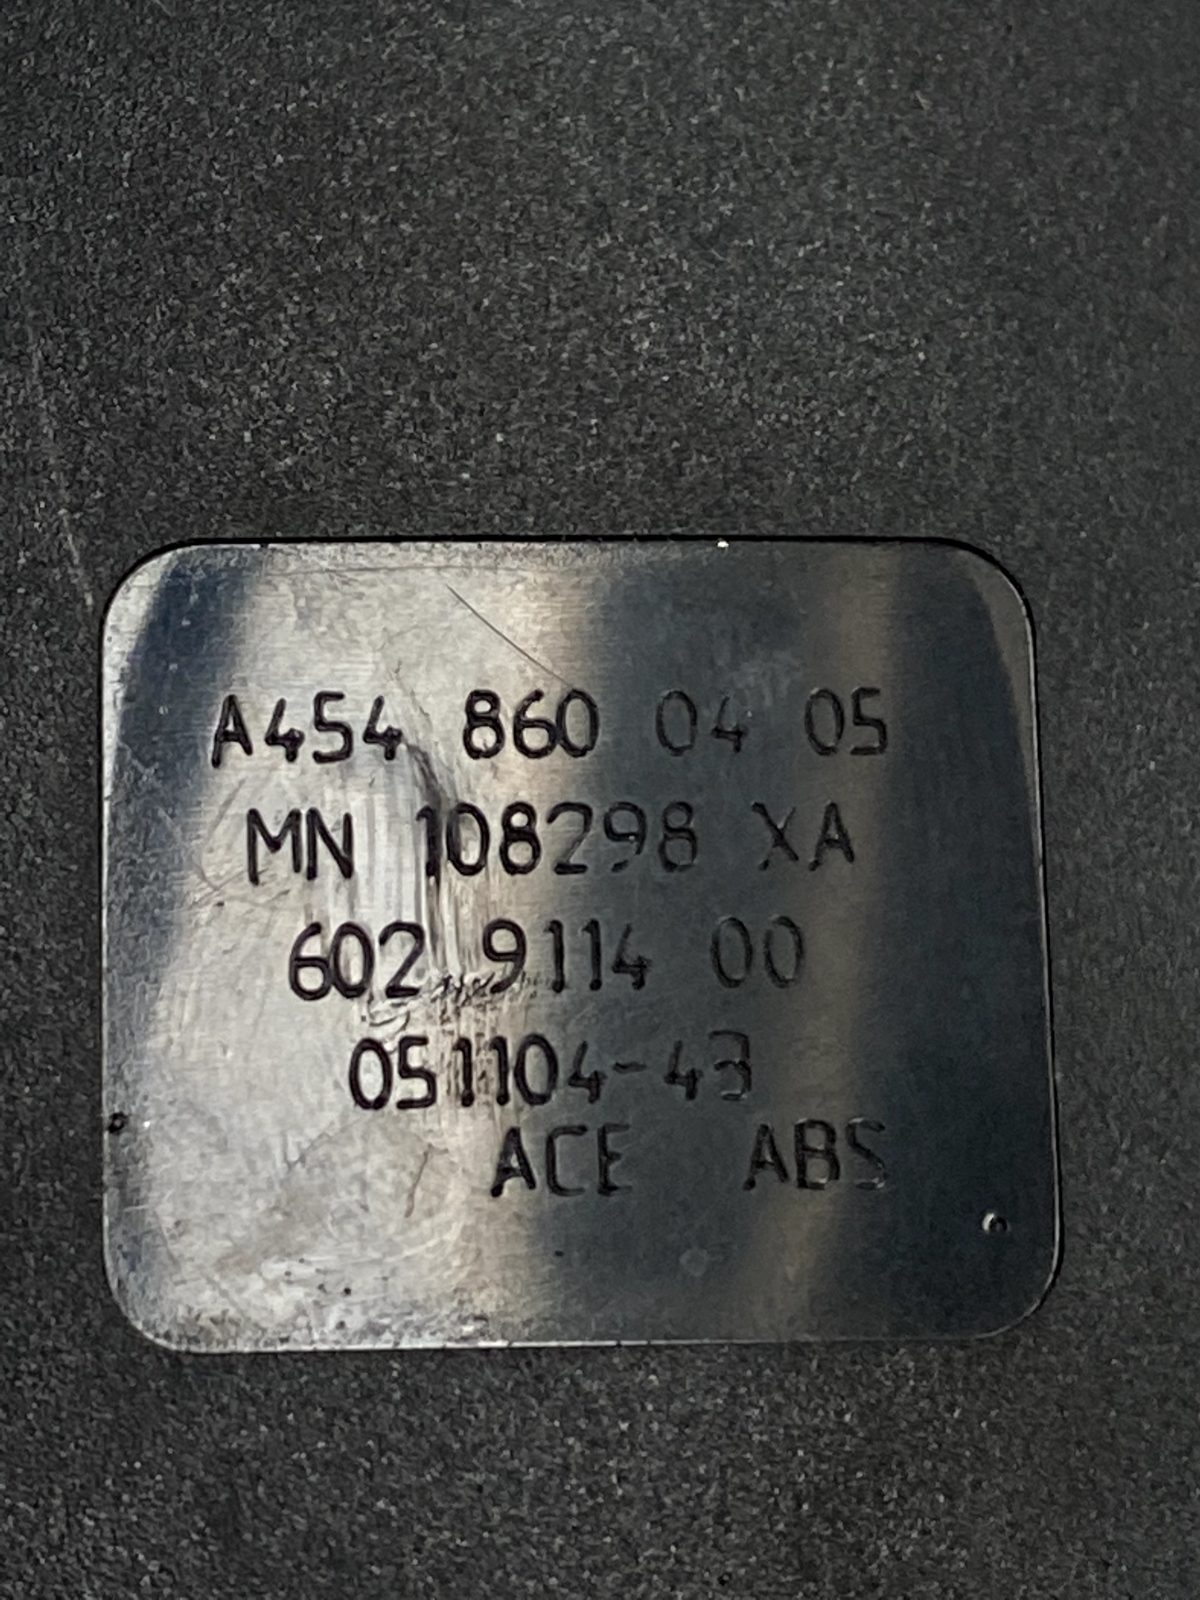 A454 860 04 05
MN 108298 XA
602 9114 00
051104-43
ACE ABS